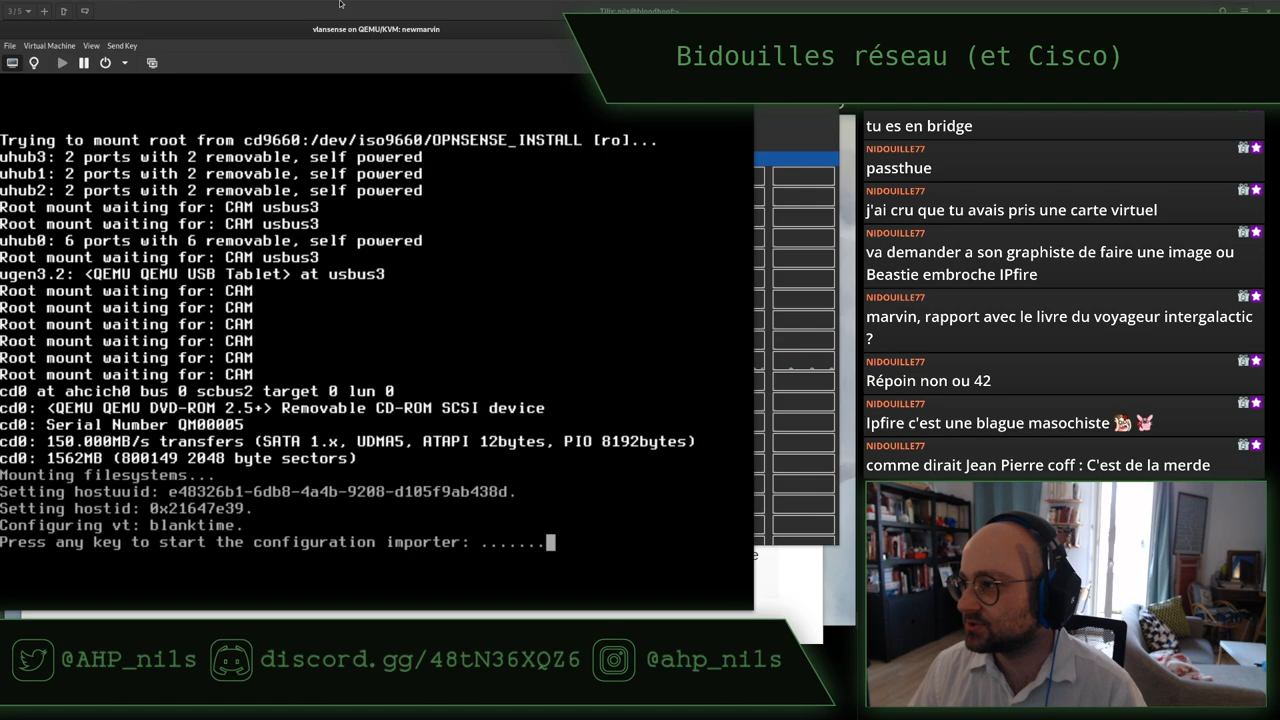 3/5
Tilix: nils@bloodhoof:~
vlansense on QEMU/KVM: newmarvin
File Virtual Machine View Send Key
Bidouilles réseau (et Cisco)
Trying to mount root from cd9660:/dev/iso9660/OPNSENSE_INSTALL [ro]...
uhub3: 2 ports with 2 removable, self powered
uhub1: 2 ports with 2 removable, self powered
uhub2: 2 ports with 2 removable, self powered
Root mount waiting for: CAM usbus3
Root mount waiting for: CAM usbus3
uhub0: 6 ports with 6 removable, self powered
Root mount waiting for: CAM usbus3
ugen3.2: <QEMU QEMU USB Tablet> at usbus3
Root mount waiting for: CAM
Root mount waiting for: CAM
Root mount waiting for: CAM
Root mount waiting for: CAM
Root mount waiting for: CAM
Root mount waiting for: CAM
cd0 at ahcich0 bus 0 scbus2 target 0 lun 0
cd0: <QEMU QEMU DVD-ROM 2.5+> Removable CD-ROM SCSI device
cd0: Serial Number QM00005
cd0: 150.000MB/s transfers (SATA 1.x, UDMA5, ATAPI 12bytes, PIO 8192bytes)
cd0: 1562MB (800149 2048 byte sectors)
Mounting filesystems...
Setting hostuuid: e48326b1-6db8-4a4b-9208-d105f9ab438d.
Setting hostid: 0x21647e39.
Configuring vt: blanktime.
Press any key to start the configuration importer: .......
tu es en bridge
NIDOUILLE77
passthue
NIDOUILLE77
j'ai cru que tu avais pris une carte virtuel
NIDOUILLE77
va demander a son graphiste de faire une image ou
Beastie embroche IPfire
NIDOUILLE77
marvin, rapport avec le livre du voyageur intergalactic
?
NIDOUILLE77
Répoin non ou 42
NIDOUILLE77
Ipfire c'est une blague masochiste
NIDOUILLE77
comme dirait Jean Pierre coff : C'est de la merde
@AHP_nils discord.gg/48tN36XQZ6 @ahp_nils